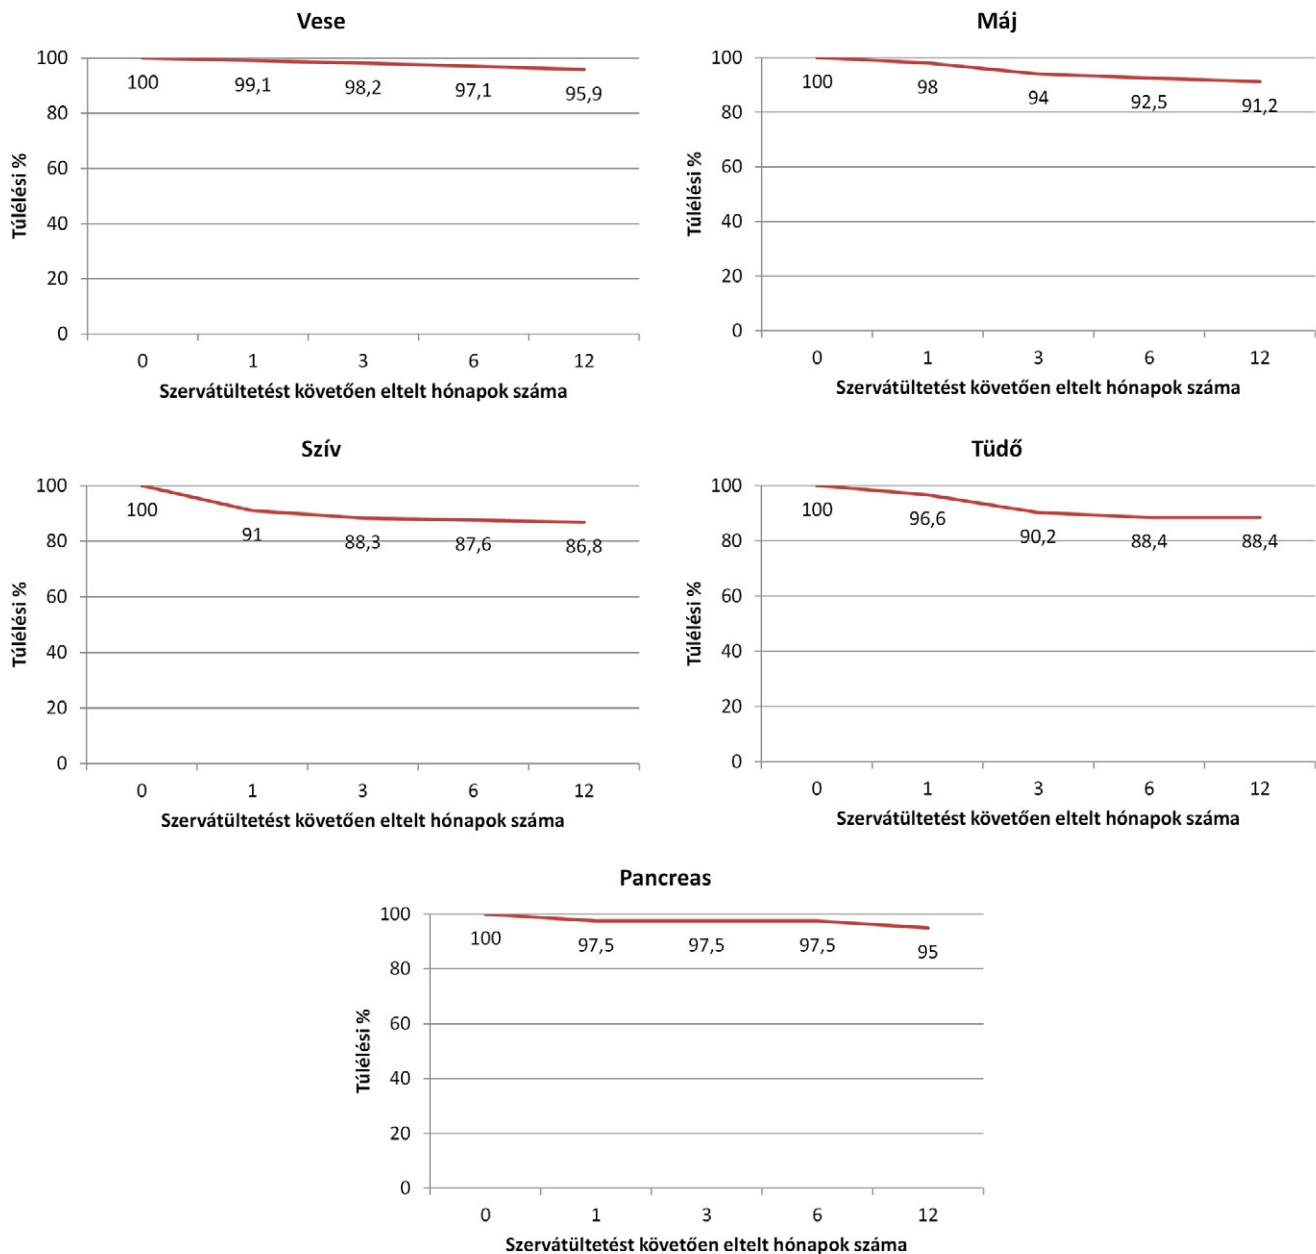 Vese
100
80
60
40
20
0
100 99,1 98,2 97,1 95,9
0 1 3 6 12
Túlélési %
Szervátültetést követően eltelt hónapok száma
Máj
100
80
60
40
20
0
100 98 94 92,5 91,2
0 1 3 6 12
Túlélési %
Szervátültetést követően eltelt hónapok száma
Szív
100
80
60
40
20
0
100 91 88,3 87,6 86,8
0 1 3 6 12
Túlélési %
Szervátültetést követően eltelt hónapok száma
Tüdő
100
80
60
40
20
0
100 96,6 90,2 88,4 88,4
0 1 3 6 12
Túlélési %
Szervátültetést követően eltelt hónapok száma
Pancreas
100
80
60
40
20
0
100 97,5 97,5 97,5 95
0 1 3 6 12
Túlélési %
Szervátültetést követően eltelt hónapok száma